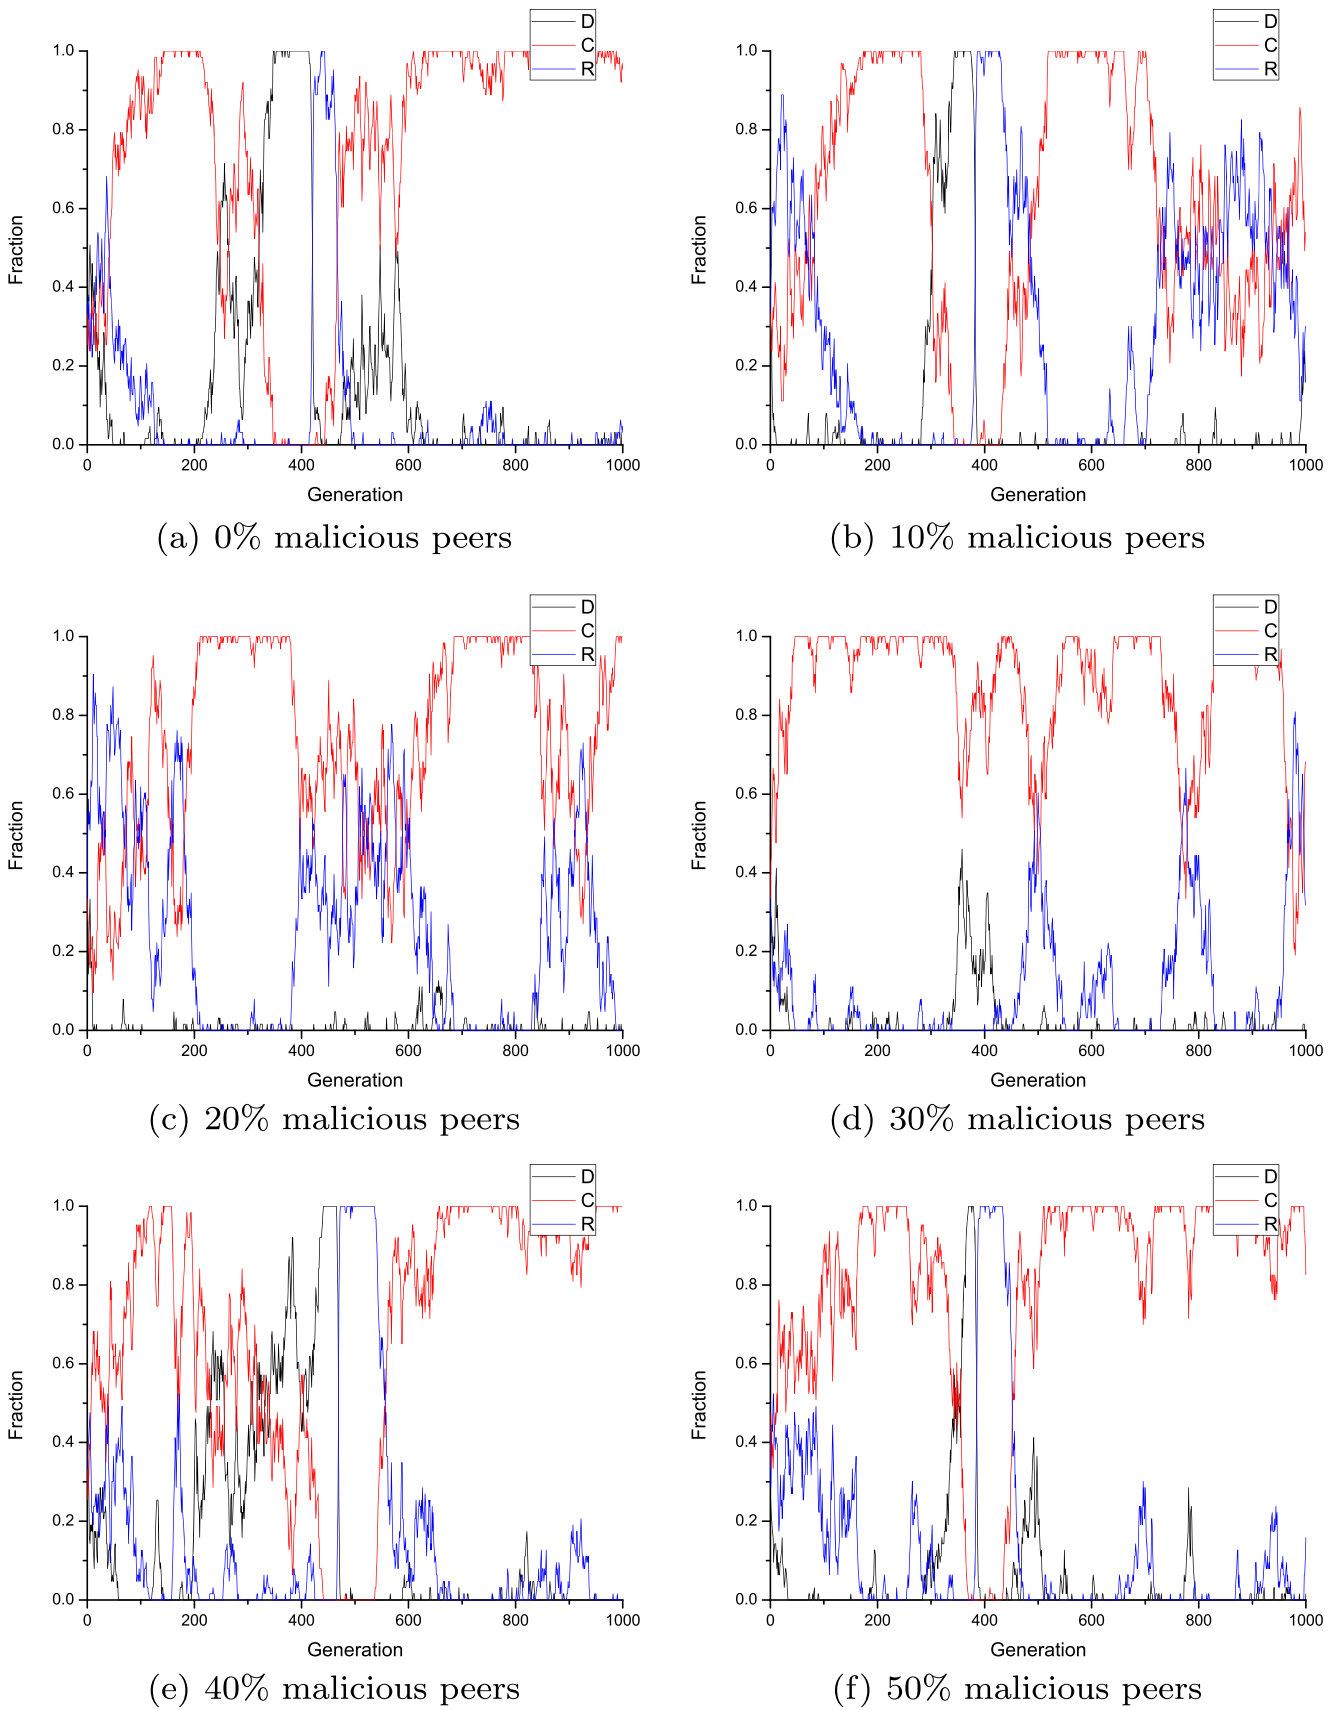 D
C
R
1.0
0.8
0.6
0.4
0.2
0.0
Fraction
0 200 400 600 800 1000
Generation
(a) 0% malicious peers
D
C
R
1.0
0.8
0.6
0.4
0.2
0.0
Fraction
0 200 400 600 800 1000
Generation
(b) 10% malicious peers
D
C
R
1.0
0.8
0.6
0.4
0.2
0.0
Fraction
0 200 400 600 800 1000
Generation
(c) 20% malicious peers
D
C
R
1.0
0.8
0.6
0.4
0.2
0.0
Fraction
0 200 400 600 800 1000
Generation
(d) 30% malicious peers
D
C
R
1.0
0.8
0.6
0.4
0.2
0.0
Fraction
0 200 400 600 800 1000
Generation
(e) 40% malicious peers
D
C
R
1.0
0.8
0.6
0.4
0.2
0.0
Fraction
0 200 400 600 800 1000
Generation
(f) 50% malicious peers